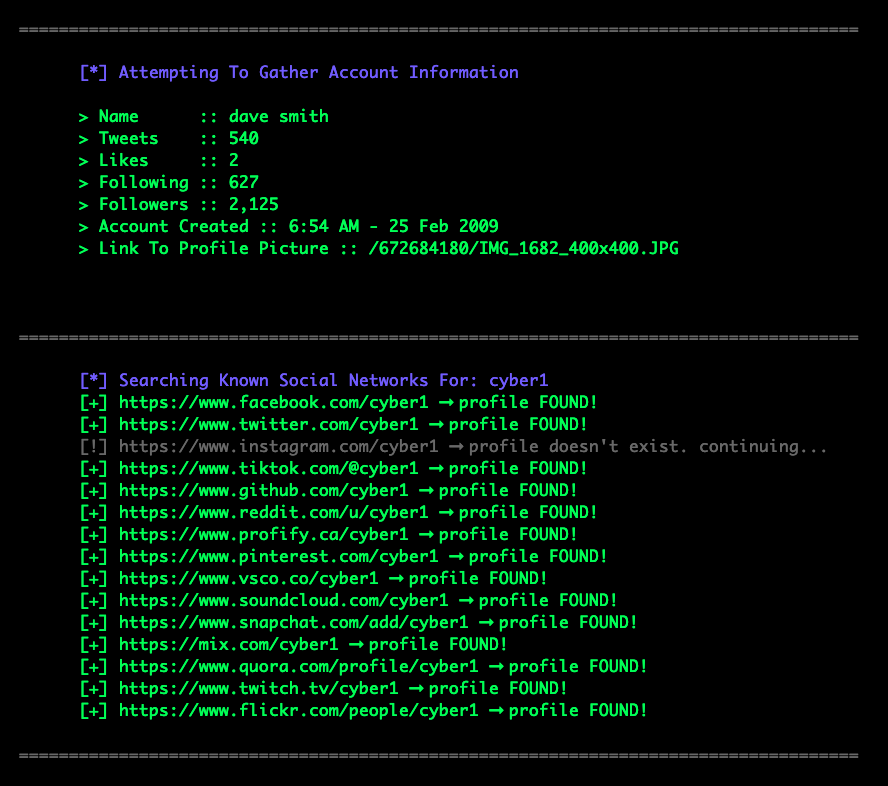 ====================================================================================
[*] Attempting To Gather Account Information
> Name      :: dave smith
> Tweets    :: 540
> Likes     :: 2
> Following :: 627
> Followers :: 2,125
> Account Created :: 6:54 AM - 25 Feb 2009
> Link To Profile Picture :: /672684180/IMG_1682_400x400.JPG
====================================================================================
[*] Searching Known Social Networks For: cyber1
[+] https://www.facebook.com/cyber1 → profile FOUND!
[+] https://www.twitter.com/cyber1 → profile FOUND!
[!] https://www.instagram.com/cyber1 → profile doesn't exist. continuing...
[+] https://www.tiktok.com/@cyber1 → profile FOUND!
[+] https://www.github.com/cyber1 → profile FOUND!
[+] https://www.reddit.com/u/cyber1 → profile FOUND!
[+] https://www.profify.ca/cyber1 → profile FOUND!
[+] https://www.pinterest.com/cyber1 → profile FOUND!
[+] https://www.vsco.co/cyber1 → profile FOUND!
[+] https://www.soundcloud.com/cyber1 → profile FOUND!
[+] https://www.snapchat.com/add/cyber1 → profile FOUND!
[+] https://mix.com/cyber1 → profile FOUND!
[+] https://www.quora.com/profile/cyber1 → profile FOUND!
[+] https://www.twitch.tv/cyber1 → profile FOUND!
[+] https://www.flickr.com/people/cyber1 → profile FOUND!
====================================================================================